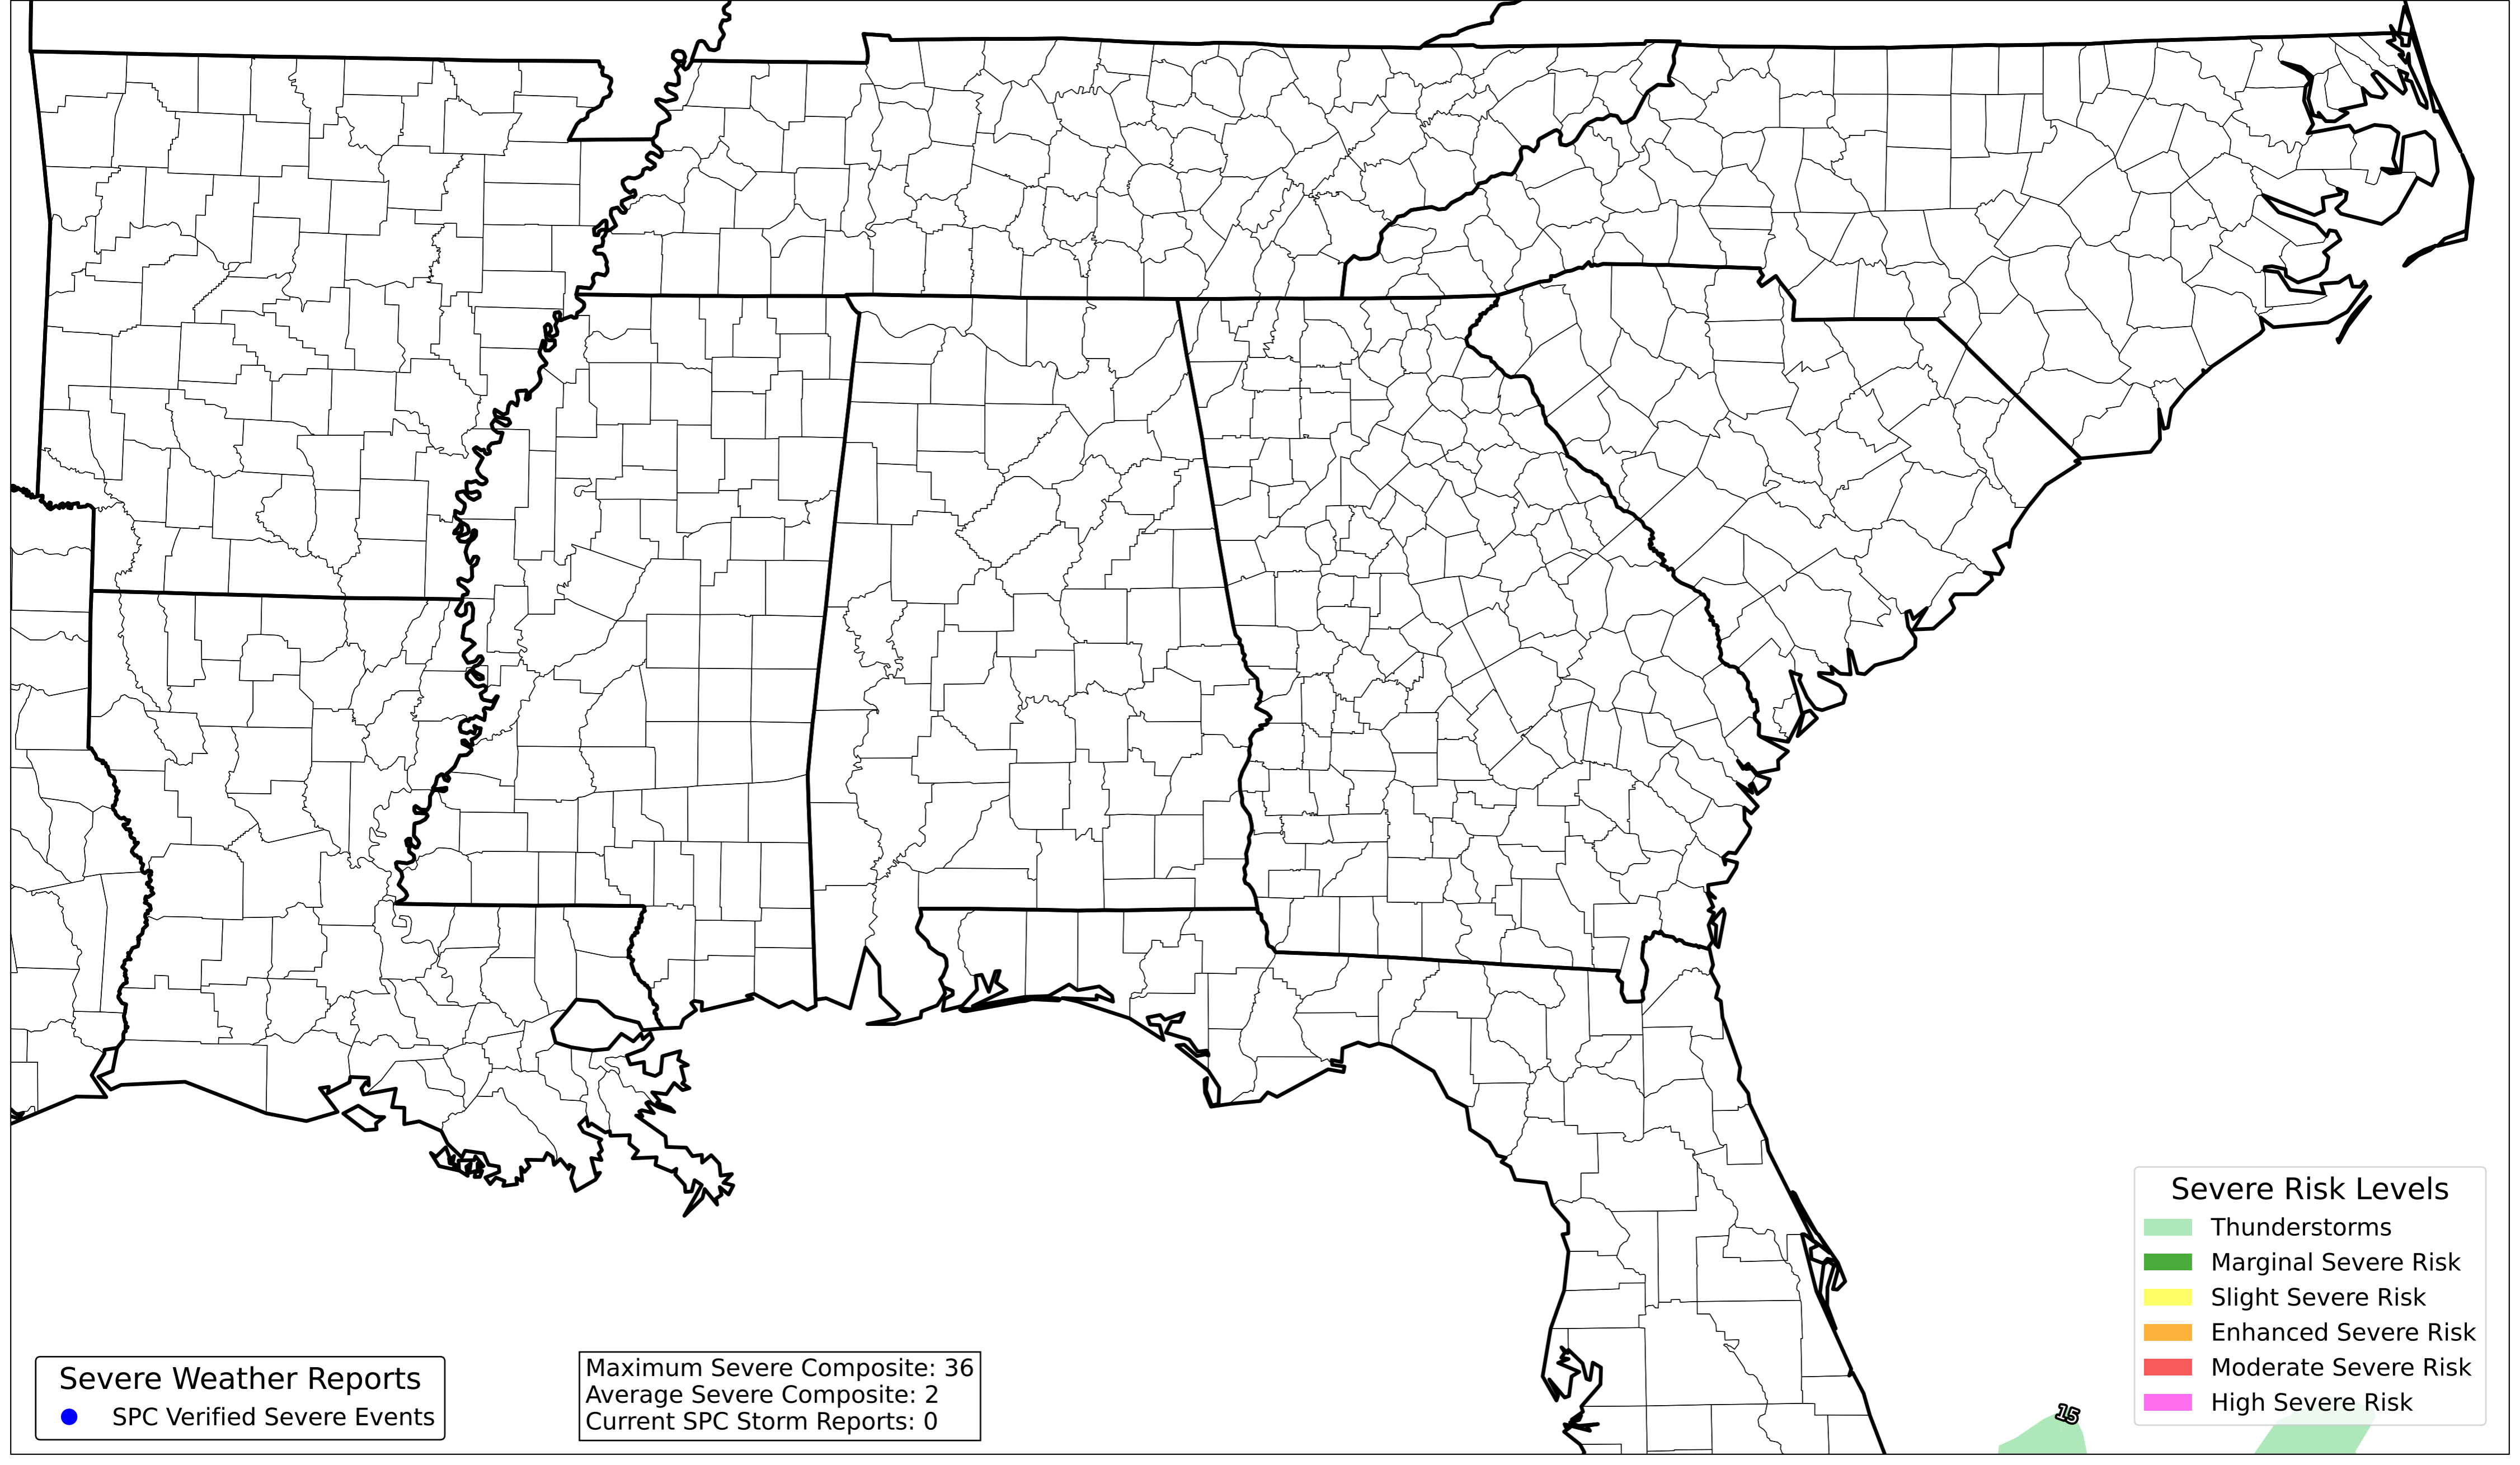 Severe Weather Reports
SPC Verified Severe Events
Maximum Severe Composite: 36
Average Severe Composite: 2
Current SPC Storm Reports: 0
15
Severe Risk Levels
Thunderstorms
Marginal Severe Risk
Slight Severe Risk
Enhanced Severe Risk
Moderate Severe Risk
High Severe Risk